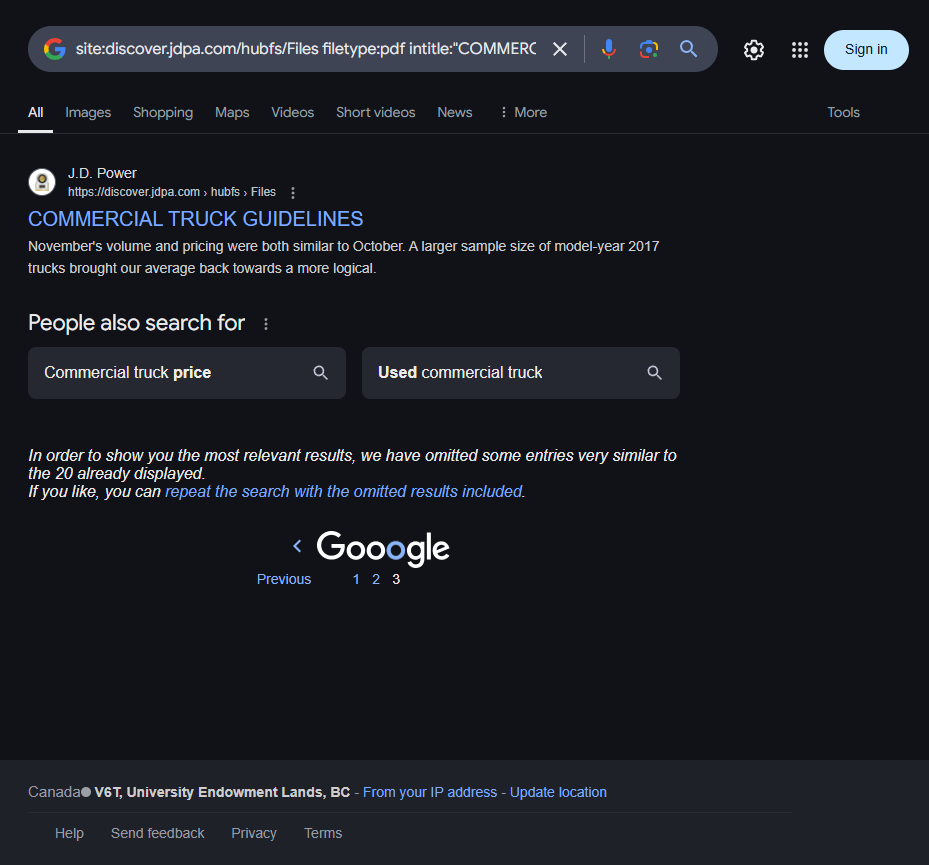 site:discover.jdpa.com/hubfs/Files filetype:pdf intitle:"COMMERC
Sign in
All Images Shopping Maps Videos Short videos News More Tools
J.D. Power
https://discover.jdpa.com › hubfs › Files
COMMERCIAL TRUCK GUIDELINES
November's volume and pricing were both similar to October. A larger sample size of model-year 2017
trucks brought our average back towards a more logical.
People also search for
Commercial truck price
Used commercial truck
In order to show you the most relevant results, we have omitted some entries very similar to
the 20 already displayed.
If you like, you can repeat the search with the omitted results included.
Gooogle
Previous 1 2 3
Canada V6T, University Endowment Lands, BC - From your IP address - Update location
Help Send feedback Privacy Terms